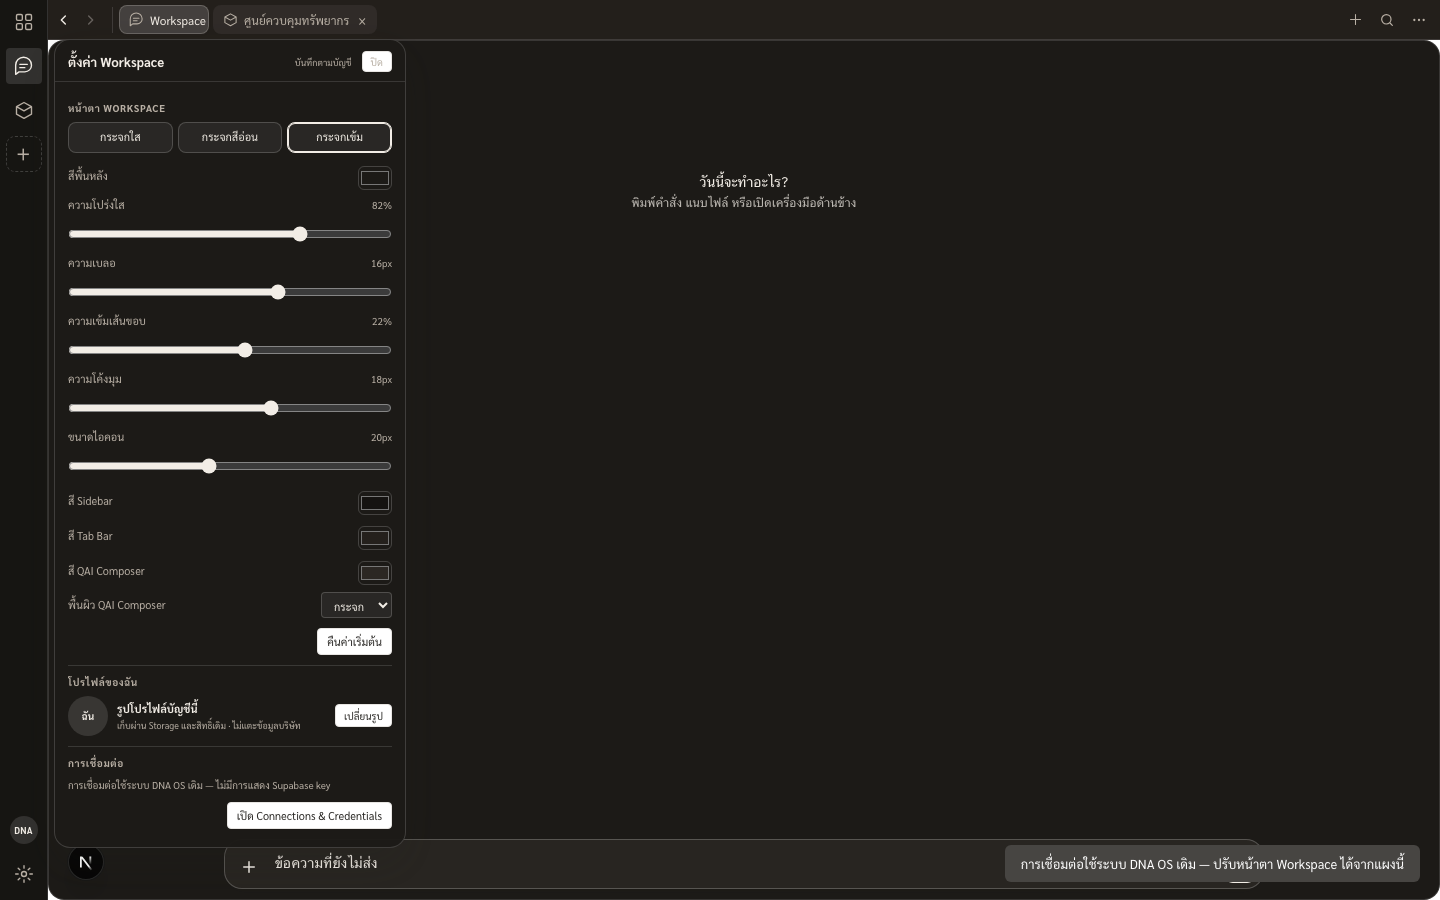 Workspace
ศูนย์ควบคุมทรัพยากร
ตั้งค่า Workspace
บันทึกตามบัญชี
ปิด
หน้าตา WORKSPACE
กระจกใส
กระจกสีอ่อน
กระจกเข้ม
สีพื้นหลัง
ความโปร่งใส
82%
ความเบลอ
16px
ความเข้มเส้นขอบ
22%
ความโค้งมุม
18px
ขนาดไอคอน
20px
สี Sidebar
สี Tab Bar
สี QAI Composer
พื้นผิว QAI Composer
กระจก
คืนค่าเริ่มต้น
โปรไฟล์ของฉัน
ฉัน
รูปโปรไฟล์บัญชีนี้
เก็บผ่าน Storage และสิทธิ์เดิม · ไม่แตะข้อมูลบริษัท
เปลี่ยนรูป
การเชื่อมต่อ
การเชื่อมต่อใช้ระบบ DNA OS เดิม — ไม่มีการแสดง Supabase key
เปิด Connections & Credentials
วันนี้จะทำอะไร?
พิมพ์คำสั่ง แนบไฟล์ หรือเปิดเครื่องมือด้านข้าง
DNA
N
ข้อความที่ยังไม่ส่ง
การเชื่อมต่อใช้ระบบ DNA OS เดิม — ปรับหน้าตา Workspace ได้จากแผงนี้